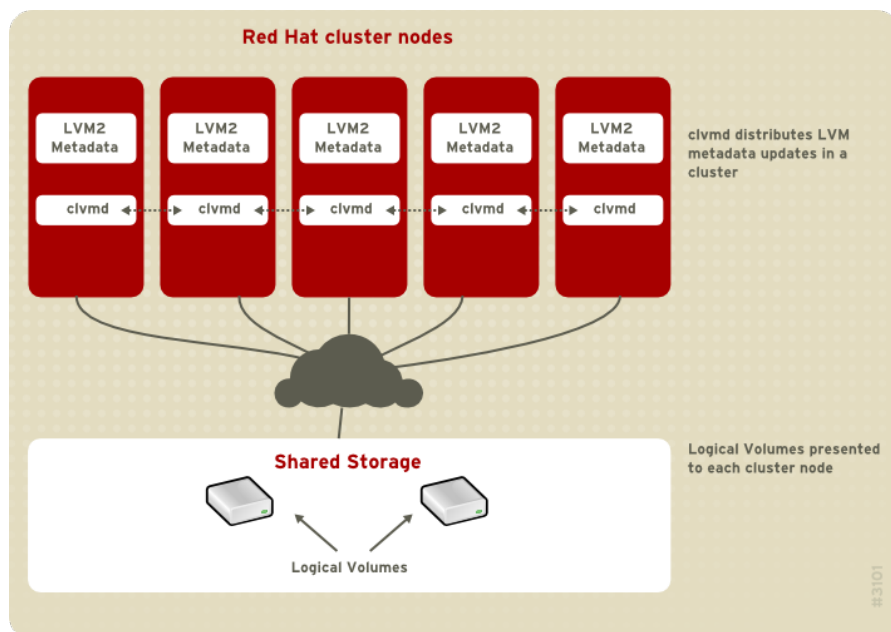 Red Hat cluster nodes
LVM2
Metadata
LVM2
Metadata
LVM2
Metadata
LVM2
Metadata
LVM2
Metadata
clvmd distributes LVM
metadata updates in a
cluster
clvmd
clvmd
clvmd
clvmd
clvmd
Shared Storage
Logical Volumes presented
to each cluster node
Logical Volumes
#3101